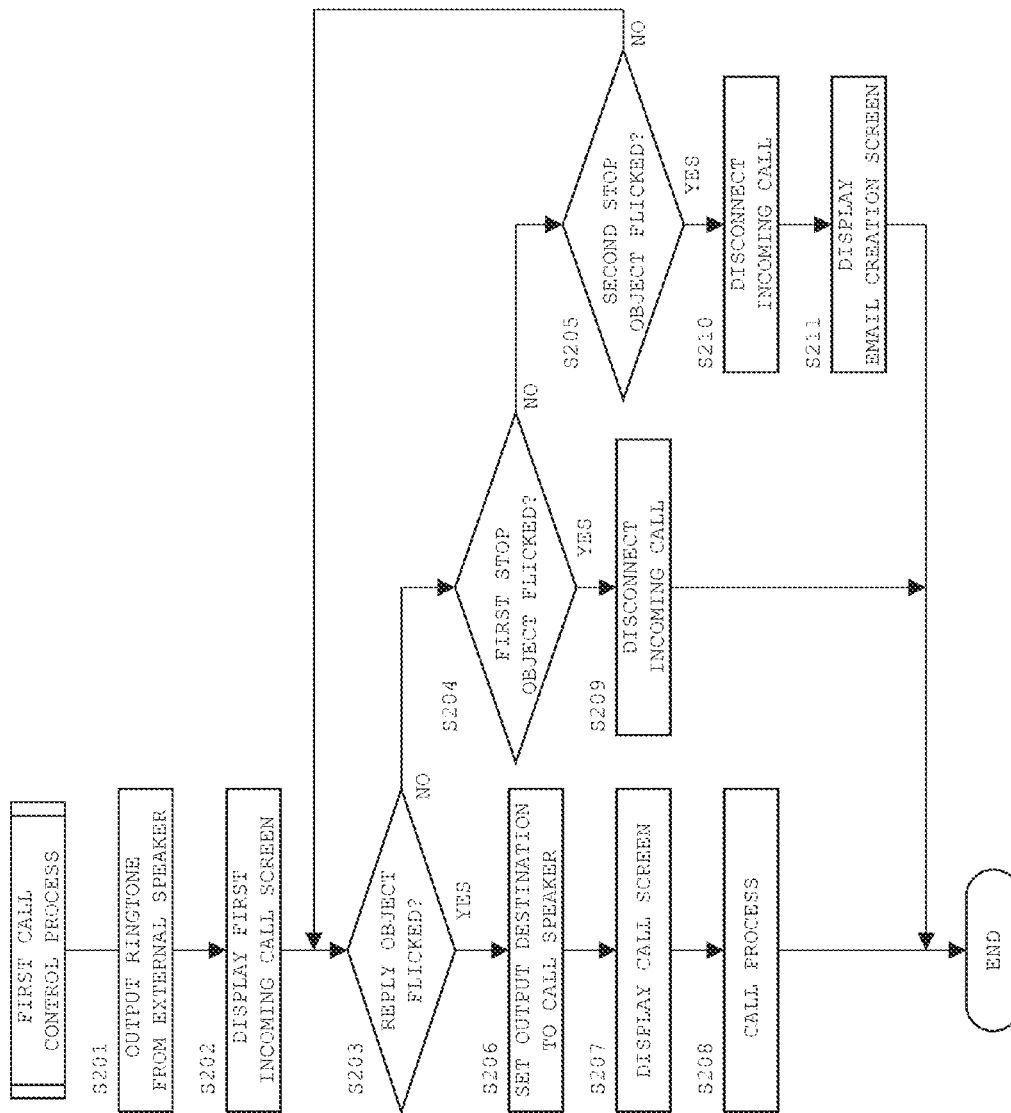 FIRST CALL
CONTROL PROCESS
S201
OUTPUT RINGTONE
FROM EXTERNAL SPEAKER
S202
DISPLAY FIRST
INCOMING CALL SCREEN
S203
REPLY OBJECT
FLICKED?
NO
YES
S204
FIRST STOP
OBJECT FLICKED?
NO
YES
S205
SECOND STOP
OBJECT FLICKED?
NO
YES
S206
SET OUTPUT DESTINATION
TO CALL SPEAKER
S207
DISPLAY CALL SCREEN
S208
CALL PROCESS
S209
DISCONNECT
INCOMING CALL
S210
DISCONNECT
INCOMING CALL
S211
DISPLAY
EMAIL CREATION SCREEN
END